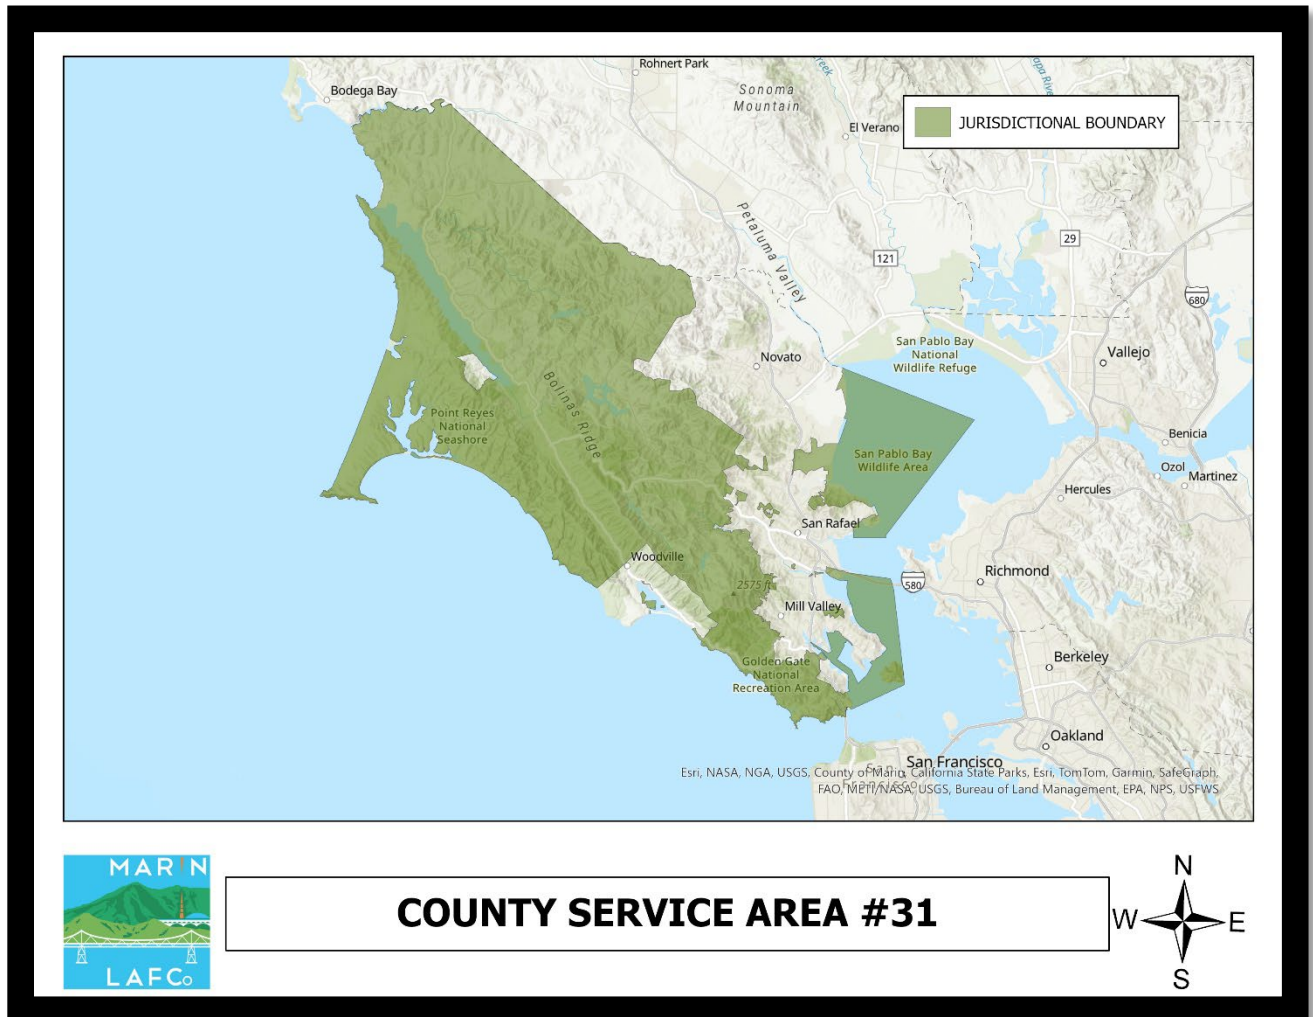 Rohnert Park
Bodega Bay
Sonoma
Mountain
Creek
El Verano
JURISDICTIONAL BOUNDARY
Petaluma Valley
29
121
680
San Pablo Bay
National
Wildlife Refuge
Vallejo
Novato
Bolinas Ridge
Point Reyes
National
Seashore
Benicia
San Pablo Bay
Wildlife Area
Ozol
Martinez
Hercules
San Rafael
Woodville
Richmond
580
2575 ft
Mill Valley
Berkeley
Golden Gate
National
Recreation Area
Oakland
San Francisco
San
Francisco
Esri, NASA, NGA, USGS, County of Marin, California State Parks, Esri, TomTom, Garmin, SafeGraph,
FAO, METI/NASA, USGS, Bureau of Land Management, EPA, NPS, USFWS
MARIN
LAFCo
COUNTY SERVICE AREA #31
N
W
E
S